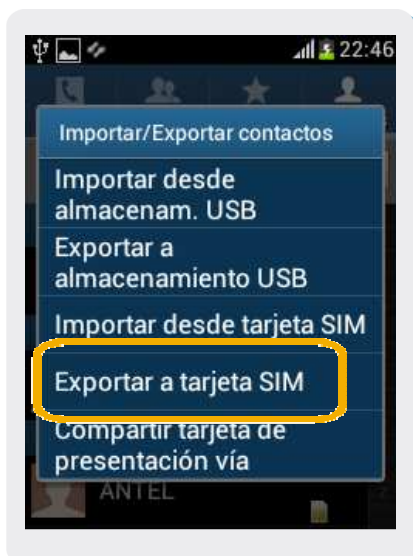 22:46
Importar/Exportar contactos
Importar desde
almacenam. USB
Exportar a
almacenamiento USB
Importar desde tarjeta SIM
Exportar a tarjeta SIM
Compartir tarjeta de
presentación vía
ANTEL